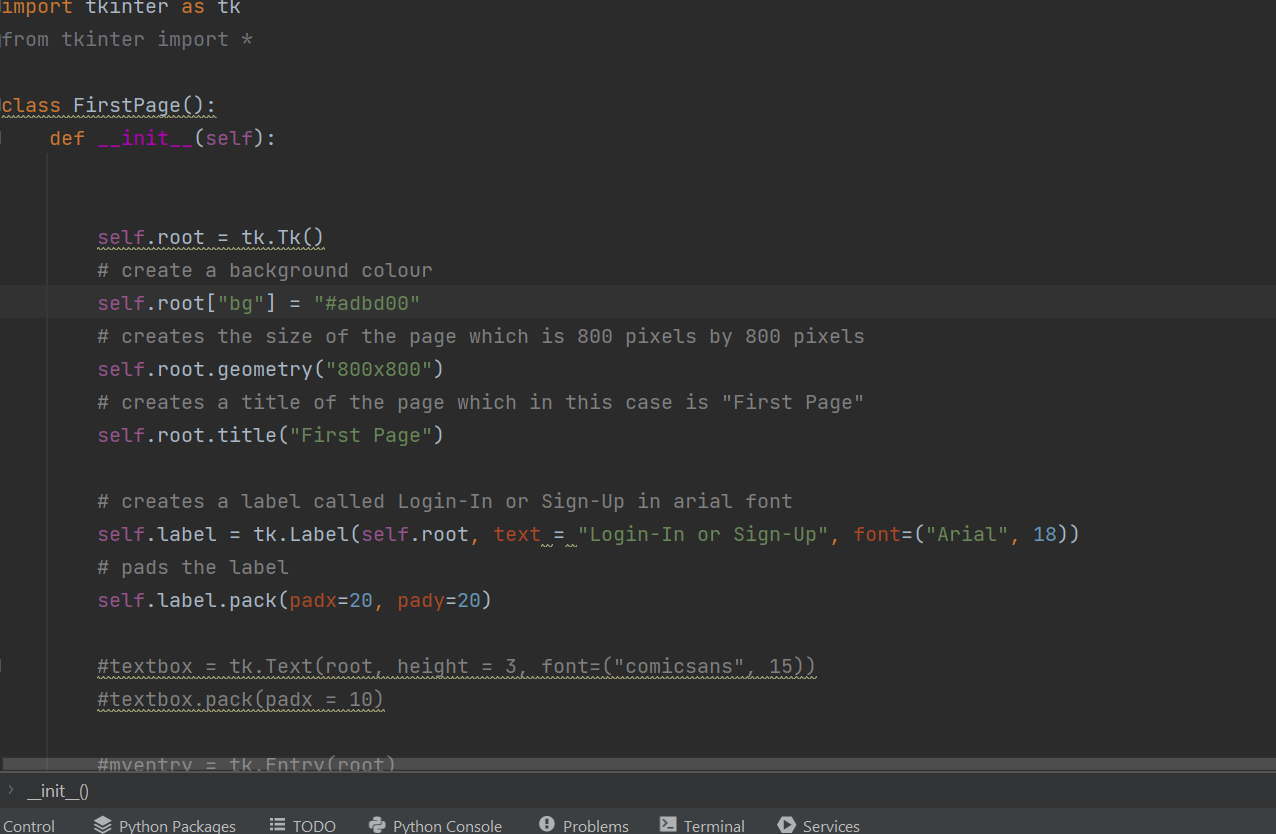 import tkinter as tk
from tkinter import *
class FirstPage():
def __init__(self):
self.root = tk.Tk()
# create a background colour
self.root["bg"] = "#adbd00"
# creates the size of the page which is 800 pixels by 800 pixels
self.root.geometry("800x800")
# creates a title of the page which in this case is "First Page"
self.root.title("First Page")
# creates a label called Login-In or Sign-Up in arial font
self.label = tk.Label(self.root, text = "Login-In or Sign-Up", font=("Arial", 18))
# pads the label
self.label.pack(padx=20, pady=20)
#textbox = tk.Text(root, height = 3, font=("comicsans", 15))
#textbox.pack(padx = 10)
#myentry = tk.Entry(root)
__init__()
Control Python Packages TODO Python Console Problems Terminal Services